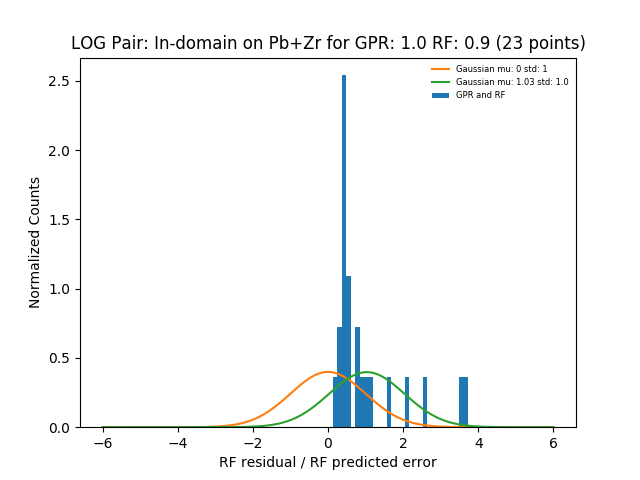 LOG Pair: In-domain on Pb+Zr for GPR: 1.0 RF: 0.9 (23 points)
Gaussian mu: 0 std: 1
Gaussian mu: 1.03 std: 1.0
GPR and RF
Normalized Counts
2.5
2.0
1.5
1.0
0.5
0.0
−6 −4 −2 0 2 4 6
RF residual / RF predicted error